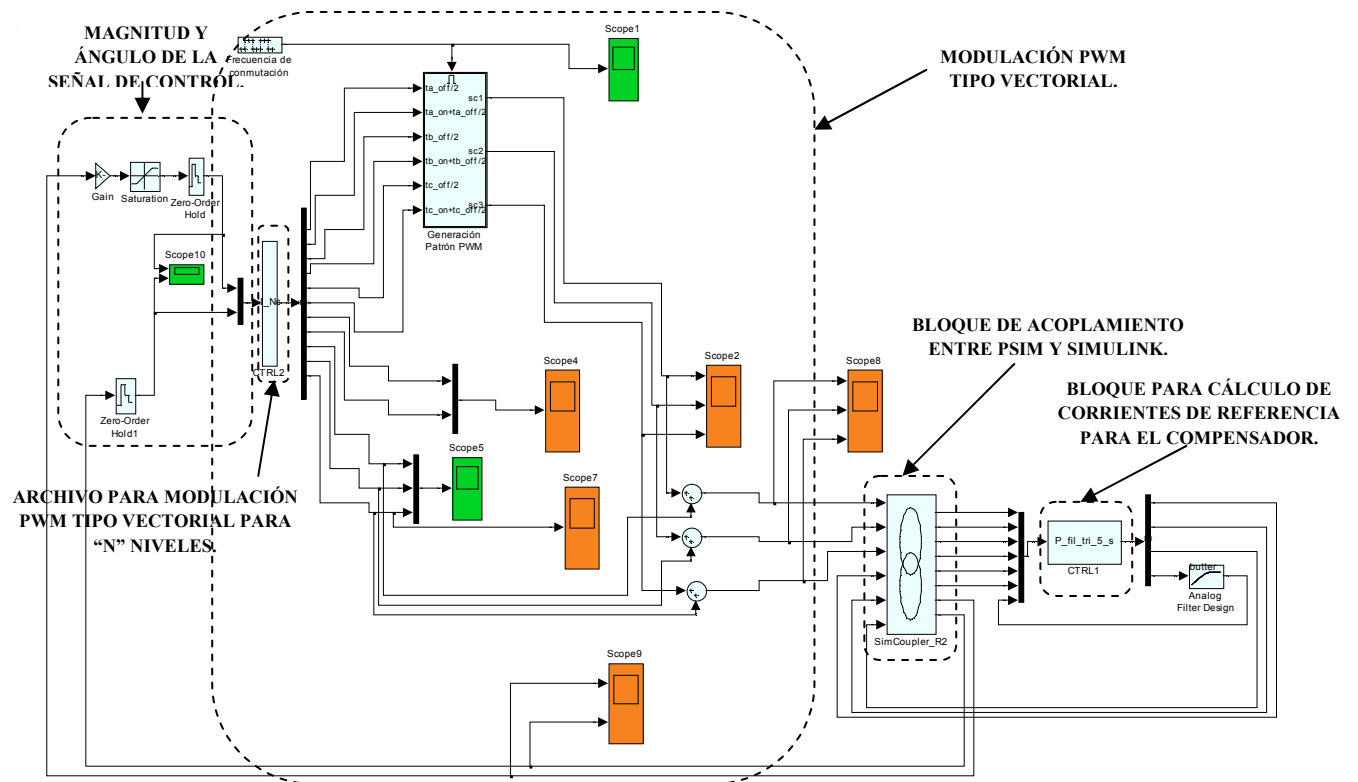 MAGNITUD Y
ÁNGULO DE LA
SEÑAL DE CONTROL.
Frecuencia de
conmutación
Scope1
MODULACIÓN PWM
TIPO VECTORIAL.
ta_off/2
ta_on+ta_off/2
tb_off/2
tb_on+tb_off/2
tc_off/2
tc_on+tc_off/2
sc1
sc2
sc3
Generación
Patrón PWM
K-
Gain
Saturation
Zero-Order
Hold
Scope10
CTRL2
Zero-Order
Hold1
Scope4
Scope2
Scope8
Scope5
Scope7
BLOQUE DE ACOPLAMIENTO
ENTRE PSIM Y SIMULINK.
BLOQUE PARA CÁLCULO DE
CORRIENTES DE REFERENCIA
PARA EL COMPENSADOR.
ARCHIVO PARA MODULACIÓN
PWM TIPO VECTORIAL PARA
“N” NIVELES.
P_fil_tri_5_s
CTRL1
butter
Analog
Filter Design
SimCoupler_R2
Scope9